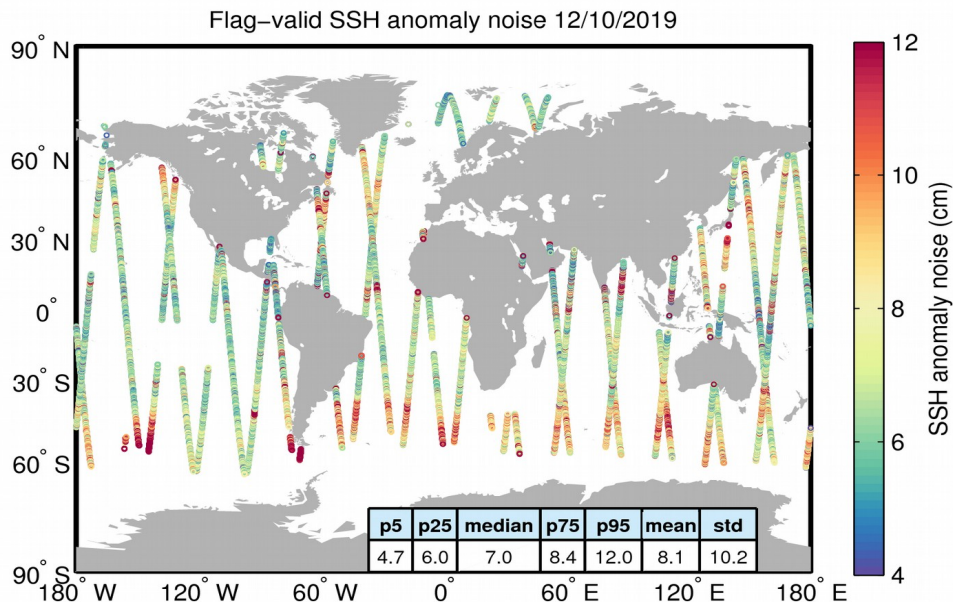 Flag−valid SSH anomaly noise 12/10/2019
90° N
60° N
30° N
0°
30° S
60° S
90° S
180° W
120° W
60° W
0°
60° E
120° E
180° E
12
10
8
6
4
SSH anomaly noise (cm)
p5 p25 median p75 p95 mean std
4.7 6.0 7.0 8.4 12.0 8.1 10.2